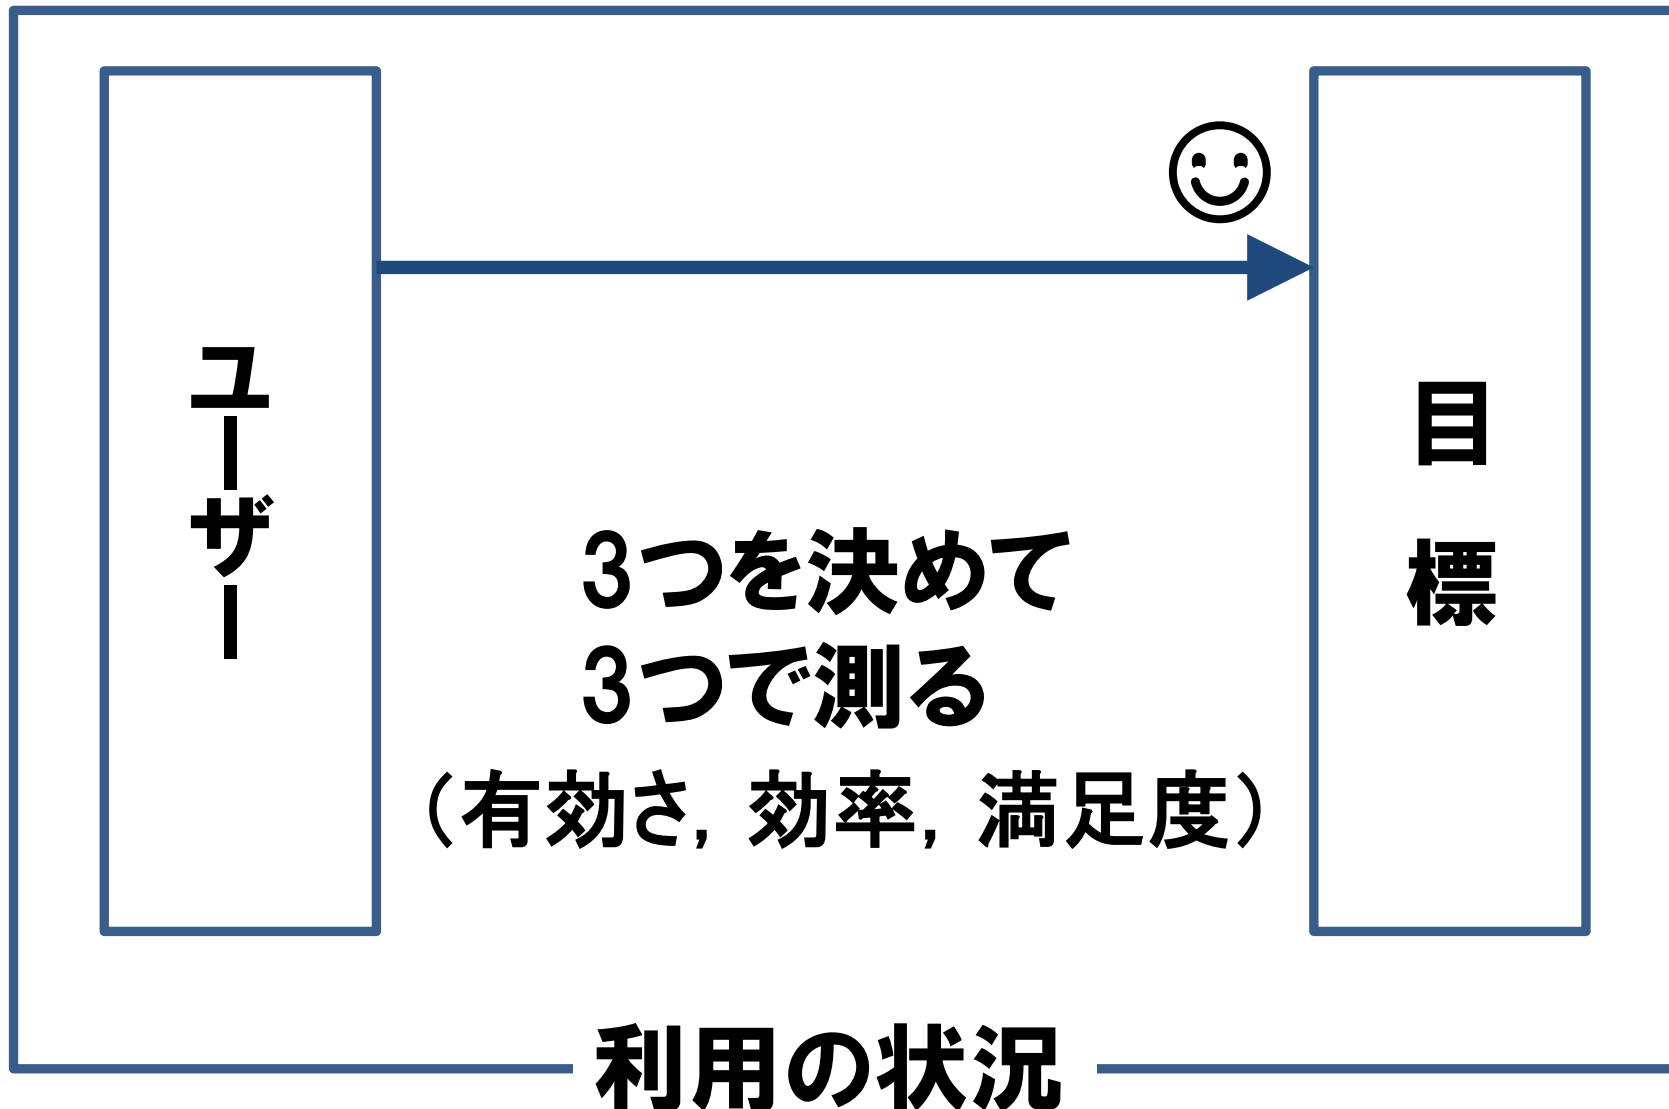 ユーザー
3つを決めて
3つで測る
（有効さ，効率，満足度）
目標
利用の状況